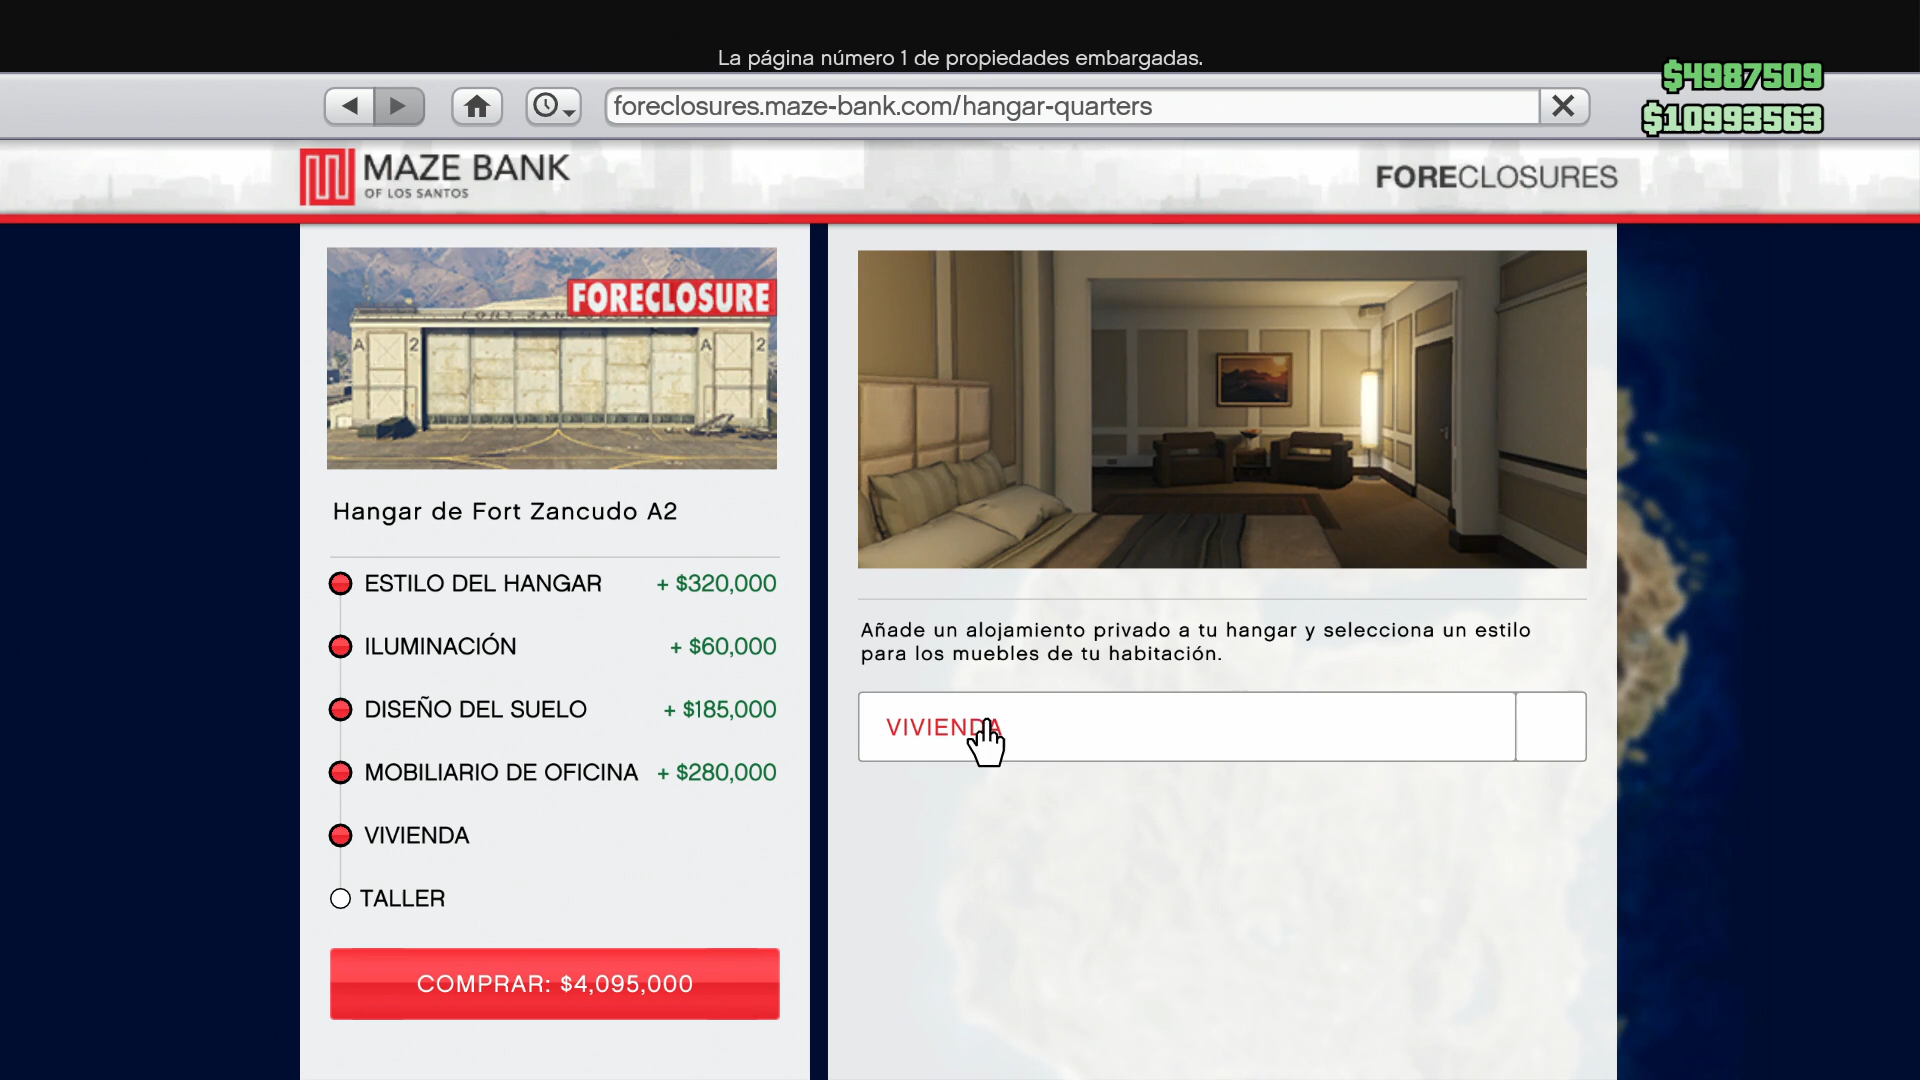 La página número 1 de propiedades embargadas.
$4987509
foreclosures.maze-bank.com/hangar-quarters
$10993563
MAZE BANK
OF LOS SANTOS
FORECLOSURES
FORECLOSURE
A 2
A 2
Hangar de Fort Zancudo A2
ESTILO DEL HANGAR + $320,000
ILUMINACIÓN + $60,000
DISEÑO DEL SUELO + $185,000
MOBILIARIO DE OFICINA + $280,000
VIVIENDA
TALLER
COMPRAR: $4,095,000
Añade un alojamiento privado a tu hangar y selecciona un estilo
para los muebles de tu habitación.
VIVIENDA